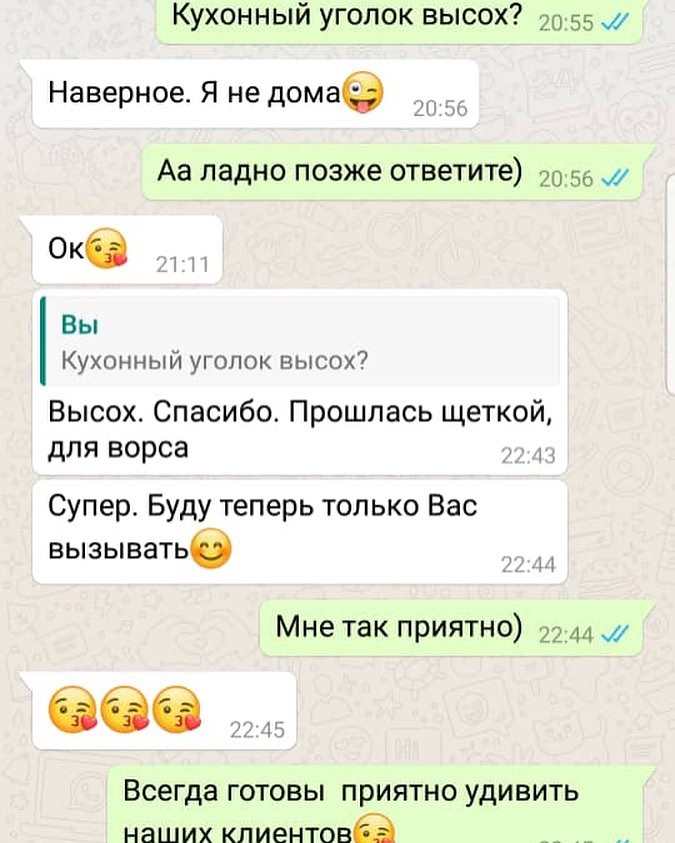 Кухонный уголок высох? 20:55
Наверное. Я не дома😜 20:56
Аа ладно позже ответите) 20:56
Ок😘 21:11
Вы
Кухонный уголок высох?
Высох. Спасибо. Прошлась щеткой,
для ворса 22:43
Супер. Буду теперь только Вас
вызывать😊 22:44
Мне так приятно) 22:44
😘😘😘 22:45
Всегда готовы приятно удивить
наших клиентов😘